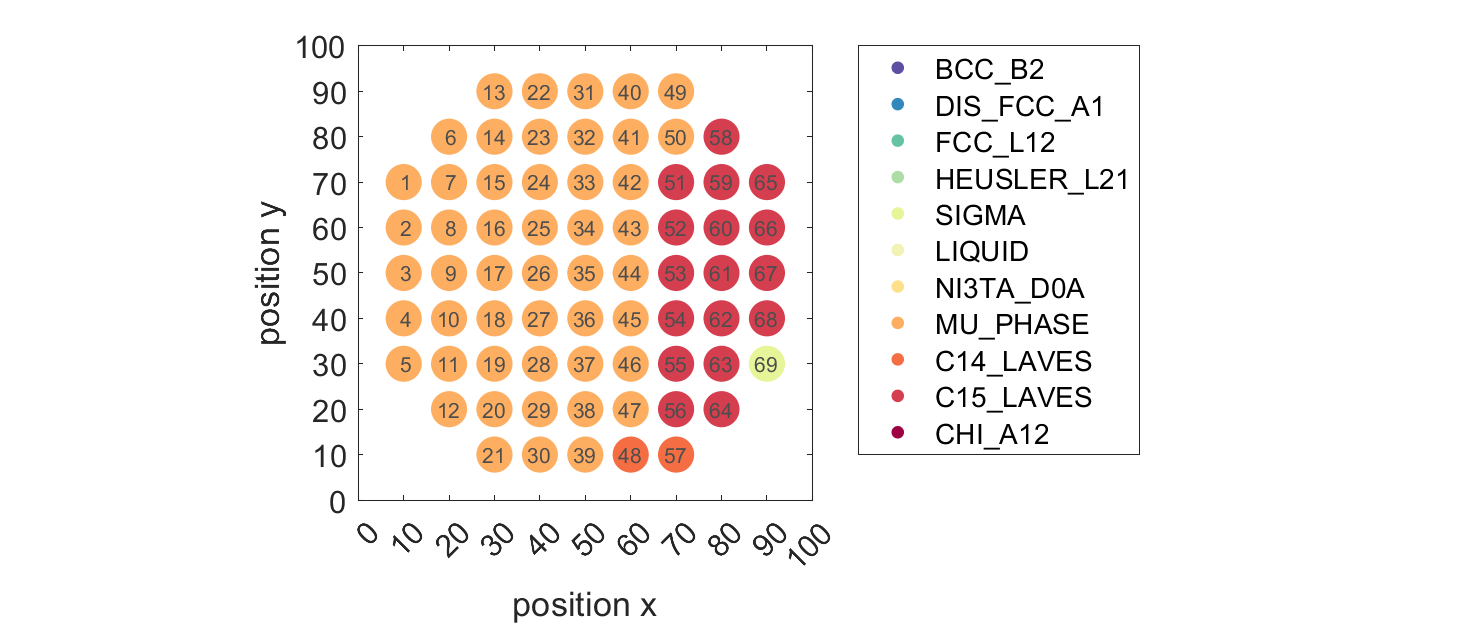 100
90
13 22 31 40 49
80
6 14 23 32 41 50 58
70
1 7 15 24 33 42 51 59 65
60
2 8 16 25 34 43 52 60 66
50
3 9 17 26 35 44 53 61 67
40
4 10 18 27 36 45 54 62 68
30
5 11 19 28 37 46 55 63 69
20
12 20 29 38 47 56 64
10
21 30 39 48 57
0
position y
0 10 20 30 40 50 60 70 80 90 100
position x
BCC_B2
DIS_FCC_A1
FCC_L12
HEUSLER_L21
SIGMA
LIQUID
NI3TA_D0A
MU_PHASE
C14_LAVES
C15_LAVES
CHI_A12